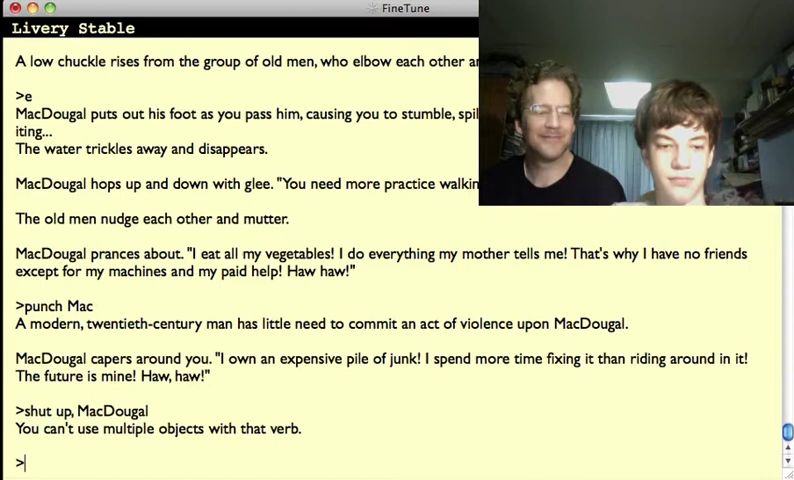 FineTune
Livery Stable
A low chuckle rises from the group of old men, who elbow each other
>e
MacDougal puts out his foot as you pass him, causing you to stumble,
iting...
The water trickles away and disappears.
MacDougal hops up and down with glee. "You need more practice
The old men nudge each other and mutter.
MacDougal prances about. "I eat all my vegetables! I do everything my mother tells me! That's why I have no friends
except for my machines and my paid help! Haw haw!"
>punch Mac
A modern, twentieth-century man has little need to commit an act of violence upon MacDougal.
MacDougal capers around you. "I own an expensive pile of junk! I spend more time fixing it than riding around in it!
The future is mine! Haw, haw!"
>shut up, MacDougal
You can't use multiple objects with that verb.
>